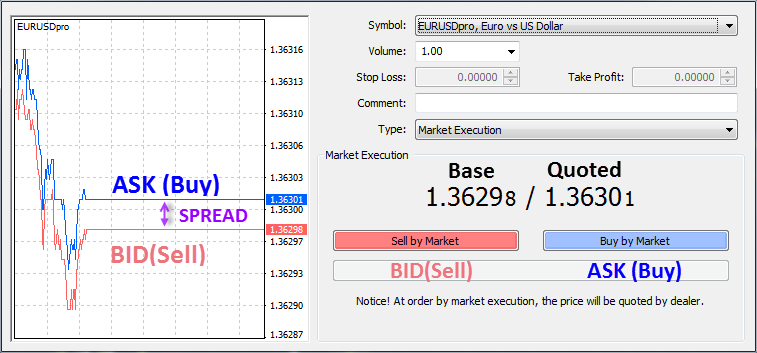 EURUSDpro
1.36316
1.36313
1.36310
1.36306
1.36303
1.36301
1.36300
1.36298
1.36297
1.36293
1.36290
1.36287
ASK (Buy)
SPREAD
BID(Sell)
Symbol: EURUSDpro, Euro vs US Dollar
Volume: 1.00
Stop Loss: 0.00000 Take Profit: 0.00000
Comment:
Type: Market Execution
Market Execution
Base Quoted
1.36298 / 1.36301
Sell by Market Buy by Market
BID(Sell) ASK (Buy)
Notice! At order by market execution, the price will be quoted by dealer.